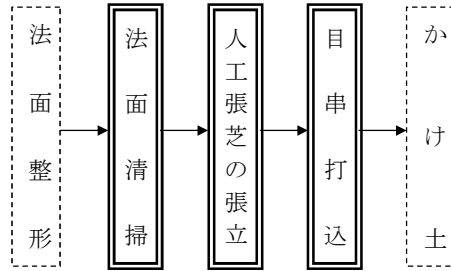 法面整形
法面清掃
人工張芝の張立
目串打込
かけ土